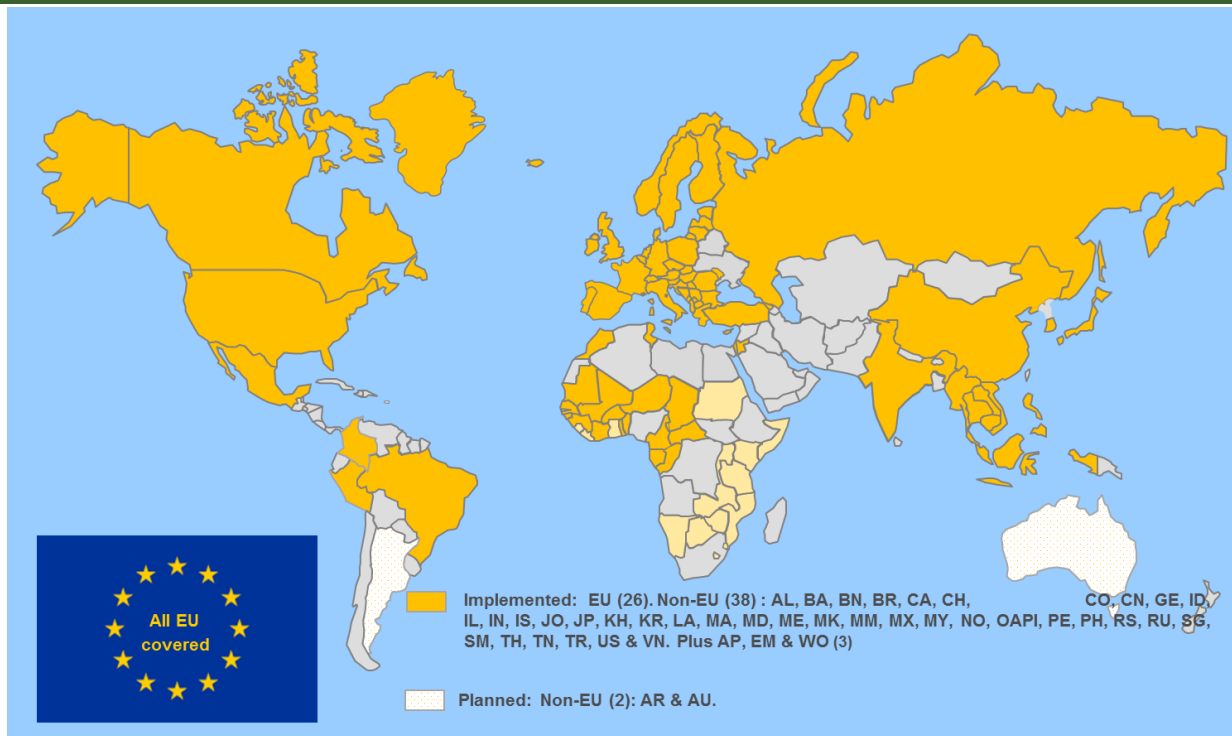 All EU
covered
Implemented: EU (26). Non-EU (38) : AL, BA, BN, BR, CA, CH, CO, CN, GE, ID,
IL, IN, IS, JO, JP, KH, KR, LA, MA, MD, ME, MK, MM, MX, MY, NO, OAPI, PE, PH, RS, RU, SG,
SM, TH, TN, TR, US & VN. Plus AP, EM & WO (3)
Planned: Non-EU (2): AR & AU.